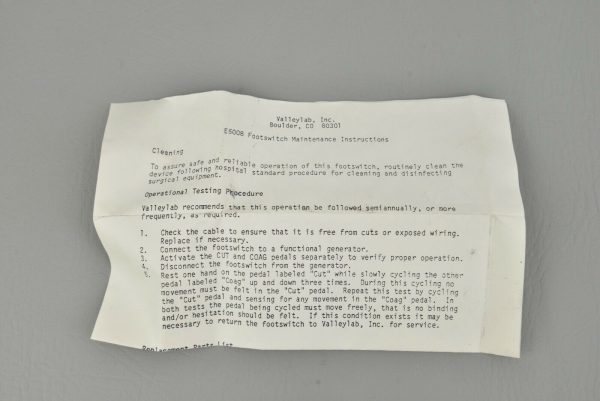 Valleylab, Inc.
Boulder, CO 80301
E5008 Footswitch Maintenance Instructions
Cleaning
To assure safe and reliable operation of this footswitch, routinely clean the
device following hospital standard procedure for cleaning and disinfecting
surgical equipment.
Operational Testing Procedure
Valleylab recommends that this operation be followed semiannually, or more
frequently, as required.
1. Check the cable to ensure that it is free from cuts or exposed wiring.
Replace if necessary.
2. Connect the footswitch to a functional generator.
3. Activate the CUT and COAG pedals separately to verify proper operation.
4. Disconnect the footswitch from the generator.
5. Rest one hand on the pedal labeled "Cut" while slowly cycling the other
pedal labeled "Coag" up and down three times. During this cycling no
movement must be felt in the "Cut" pedal. Repeat this test by cycling
the "Cut" pedal and sensing for any movement in the "Coag" pedal. In
both tests the pedal being cycled must move freely, that is no binding
and/or hesitation should be felt. If this condition exists it may be
necessary to return the footswitch to Valleylab, Inc. for service.
Replacement Parts List